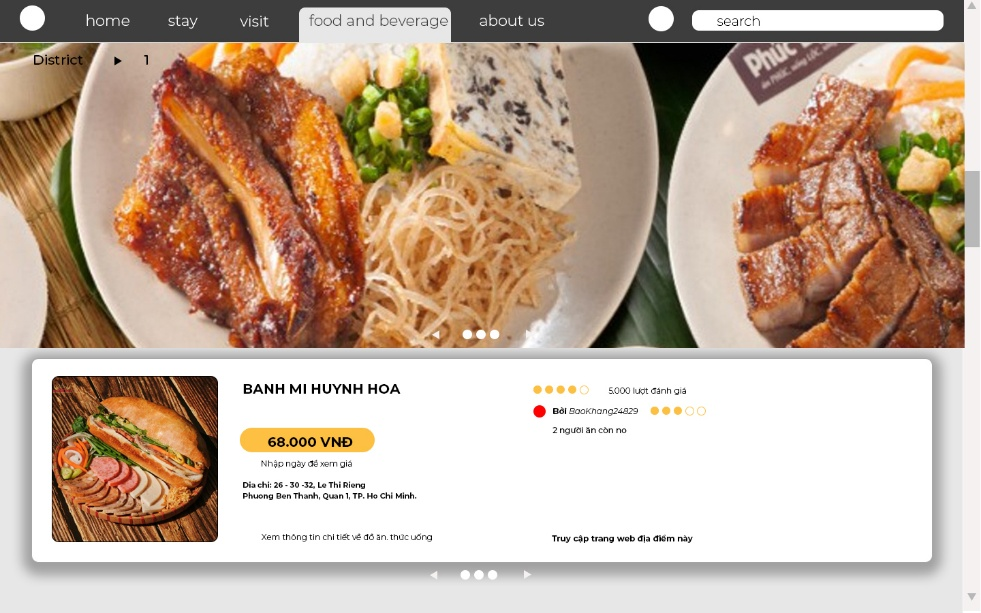 home stay visit food and beverage about us search
District 1
Phúc
BANH MI HUYNH HOA
5.000 lượt đánh giá
Bởi BaoKhang24829
2 người ăn còn no
68.000 VNĐ
Nhập ngày để xem giá
Dia chi: 26 - 30 -32, Le Thi Rieng
Phuong Ben Thanh, Quan 1, TP. Ho Chi Minh.
Xem thông tin chi tiết về đồ ăn, thức uống
Truy cập trang web địa điểm này